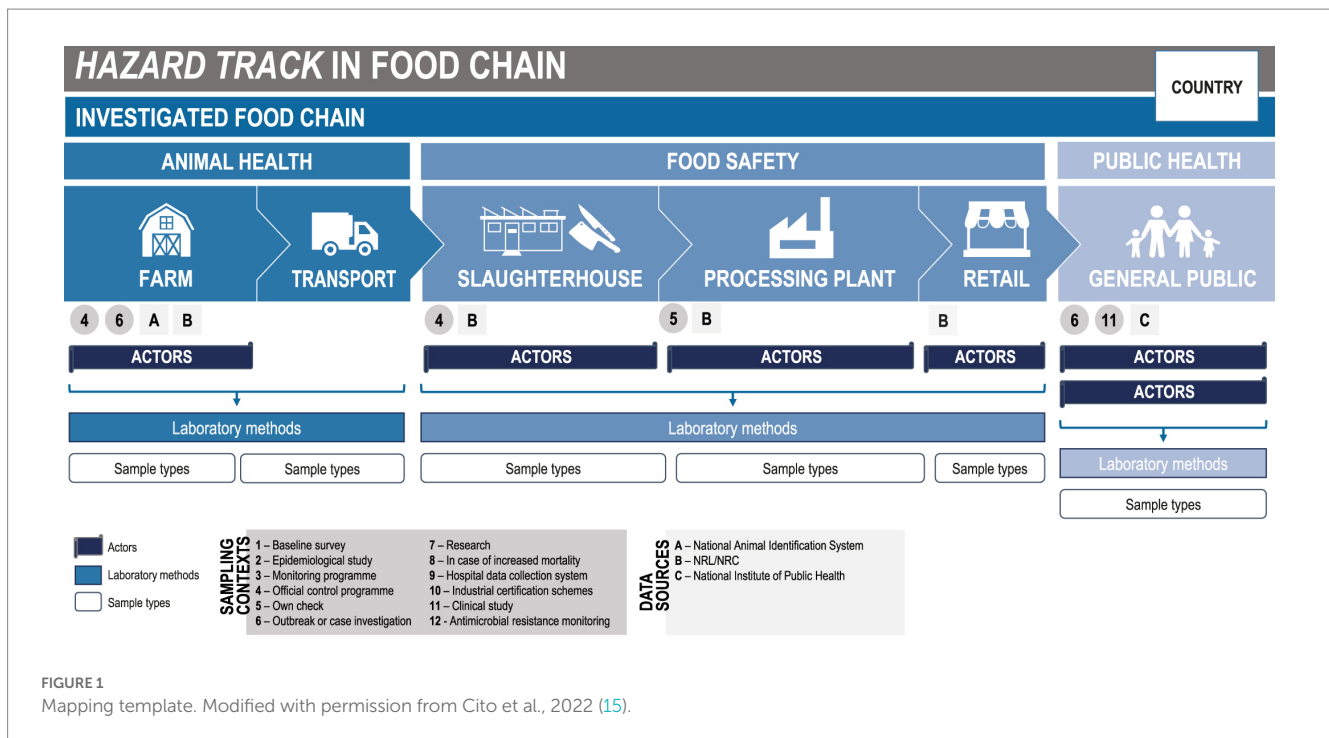 HAZARD TRACK IN FOOD CHAIN
COUNTRY
INVESTIGATED FOOD CHAIN
ANIMAL HEALTH
FOOD SAFETY
PUBLIC HEALTH
FARM
TRANSPORT
SLAUGHTERHOUSE
PROCESSING PLANT
RETAIL
GENERAL PUBLIC
4 6 A B
4 B
5 B
B
6 11 C
ACTORS
ACTORS
ACTORS
ACTORS
ACTORS
ACTORS
Laboratory methods
Laboratory methods
Laboratory methods
Sample types
Sample types
Sample types
Sample types
Sample types
Sample types
Actors
Laboratory methods
Sample types
SAMPLING
CONTEXTS
1 – Baseline survey
2 – Epidemiological study
3 – Monitoring programme
4 – Official control programme
5 – Own check
6 – Outbreak or case investigation
7 – Research
8 – In case of increased mortality
9 – Hospital data collection system
10 – Industrial certification schemes
11 – Clinical study
12 - Antimicrobial resistance monitoring
DATA
SOURCES
A – National Animal Identification System
B – NRL/NRC
C – National Institute of Public Health
FIGURE 1
Mapping template. Modified with permission from Cito et al., 2022 (15).